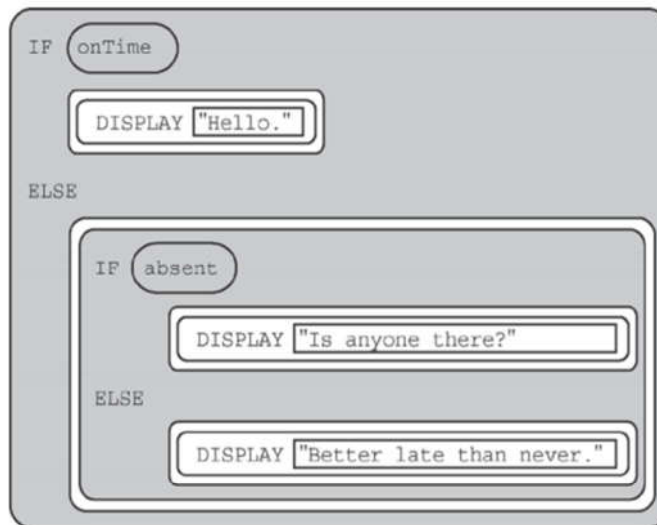 IF onTime
DISPLAY "Hello."
ELSE
IF absent
DISPLAY "Is anyone there?"
ELSE
DISPLAY "Better late than never."